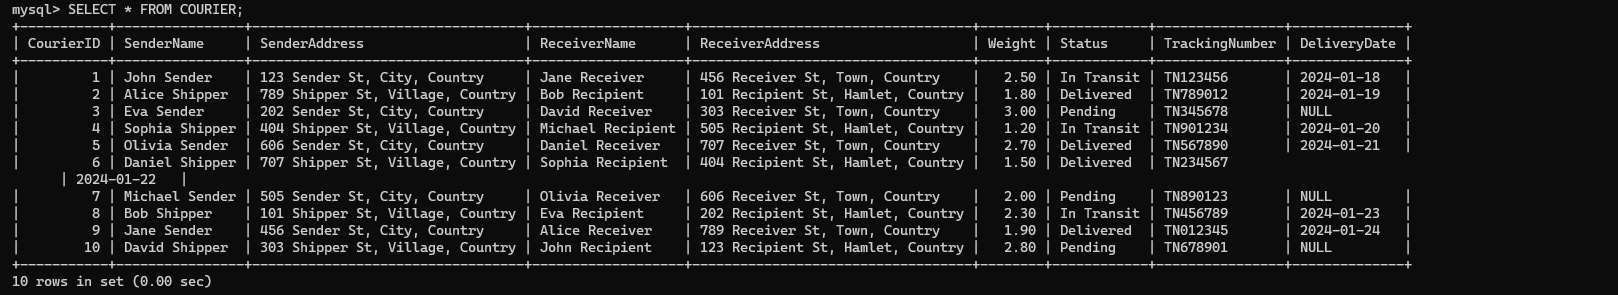 mysql> SELECT * FROM COURIER;
+-----------+----------------+----------------------------------+-------------------+----------------------------------+--------+------------+----------------+--------------+
| CourierID | SenderName     | SenderAddress                    | ReceiverName      | ReceiverAddress                  | Weight | Status     | TrackingNumber | DeliveryDate |
+-----------+----------------+----------------------------------+-------------------+----------------------------------+--------+------------+----------------+--------------+
|         1 | John Sender    | 123 Sender St, City, Country     | Jane Receiver     | 456 Receiver St, Town, Country   |   2.50 | In Transit | TN123456       | 2024-01-18   |
|         2 | Alice Shipper  | 789 Shipper St, Village, Country | Bob Recipient     | 101 Recipient St, Hamlet, Country |   1.80 | Delivered  | TN789012       | 2024-01-19   |
|         3 | Eva Sender     | 202 Sender St, City, Country     | David Receiver    | 303 Receiver St, Town, Country   |   3.00 | Pending    | TN345678       | NULL         |
|         4 | Sophia Shipper | 404 Shipper St, Village, Country | Michael Recipient | 505 Recipient St, Hamlet, Country |   1.20 | In Transit | TN901234       | 2024-01-20   |
|         5 | Olivia Sender  | 606 Sender St, City, Country     | Daniel Receiver   | 707 Receiver St, Town, Country   |   2.70 | Delivered  | TN567890       | 2024-01-21   |
|         6 | Daniel Shipper | 707 Shipper St, Village, Country | Sophia Recipient  | 404 Recipient St, Hamlet, Country |   1.50 | Delivered  | TN234567
      | 2024-01-22   |
|         7 | Michael Sender | 505 Sender St, City, Country     | Olivia Receiver   | 606 Receiver St, Town, Country   |   2.00 | Pending    | TN890123       | NULL         |
|         8 | Bob Shipper    | 101 Shipper St, Village, Country | Eva Recipient     | 202 Recipient St, Hamlet, Country |   2.30 | In Transit | TN456789       | 2024-01-23   |
|         9 | Jane Sender    | 456 Sender St, City, Country     | Alice Receiver    | 789 Receiver St, Town, Country   |   1.90 | Delivered  | TN012345       | 2024-01-24   |
|        10 | David Shipper  | 303 Shipper St, Village, Country | John Recipient    | 123 Recipient St, Hamlet, Country |   2.80 | Pending    | TN678901       | NULL         |
+-----------+----------------+----------------------------------+-------------------+----------------------------------+--------+------------+----------------+--------------+
10 rows in set (0.00 sec)